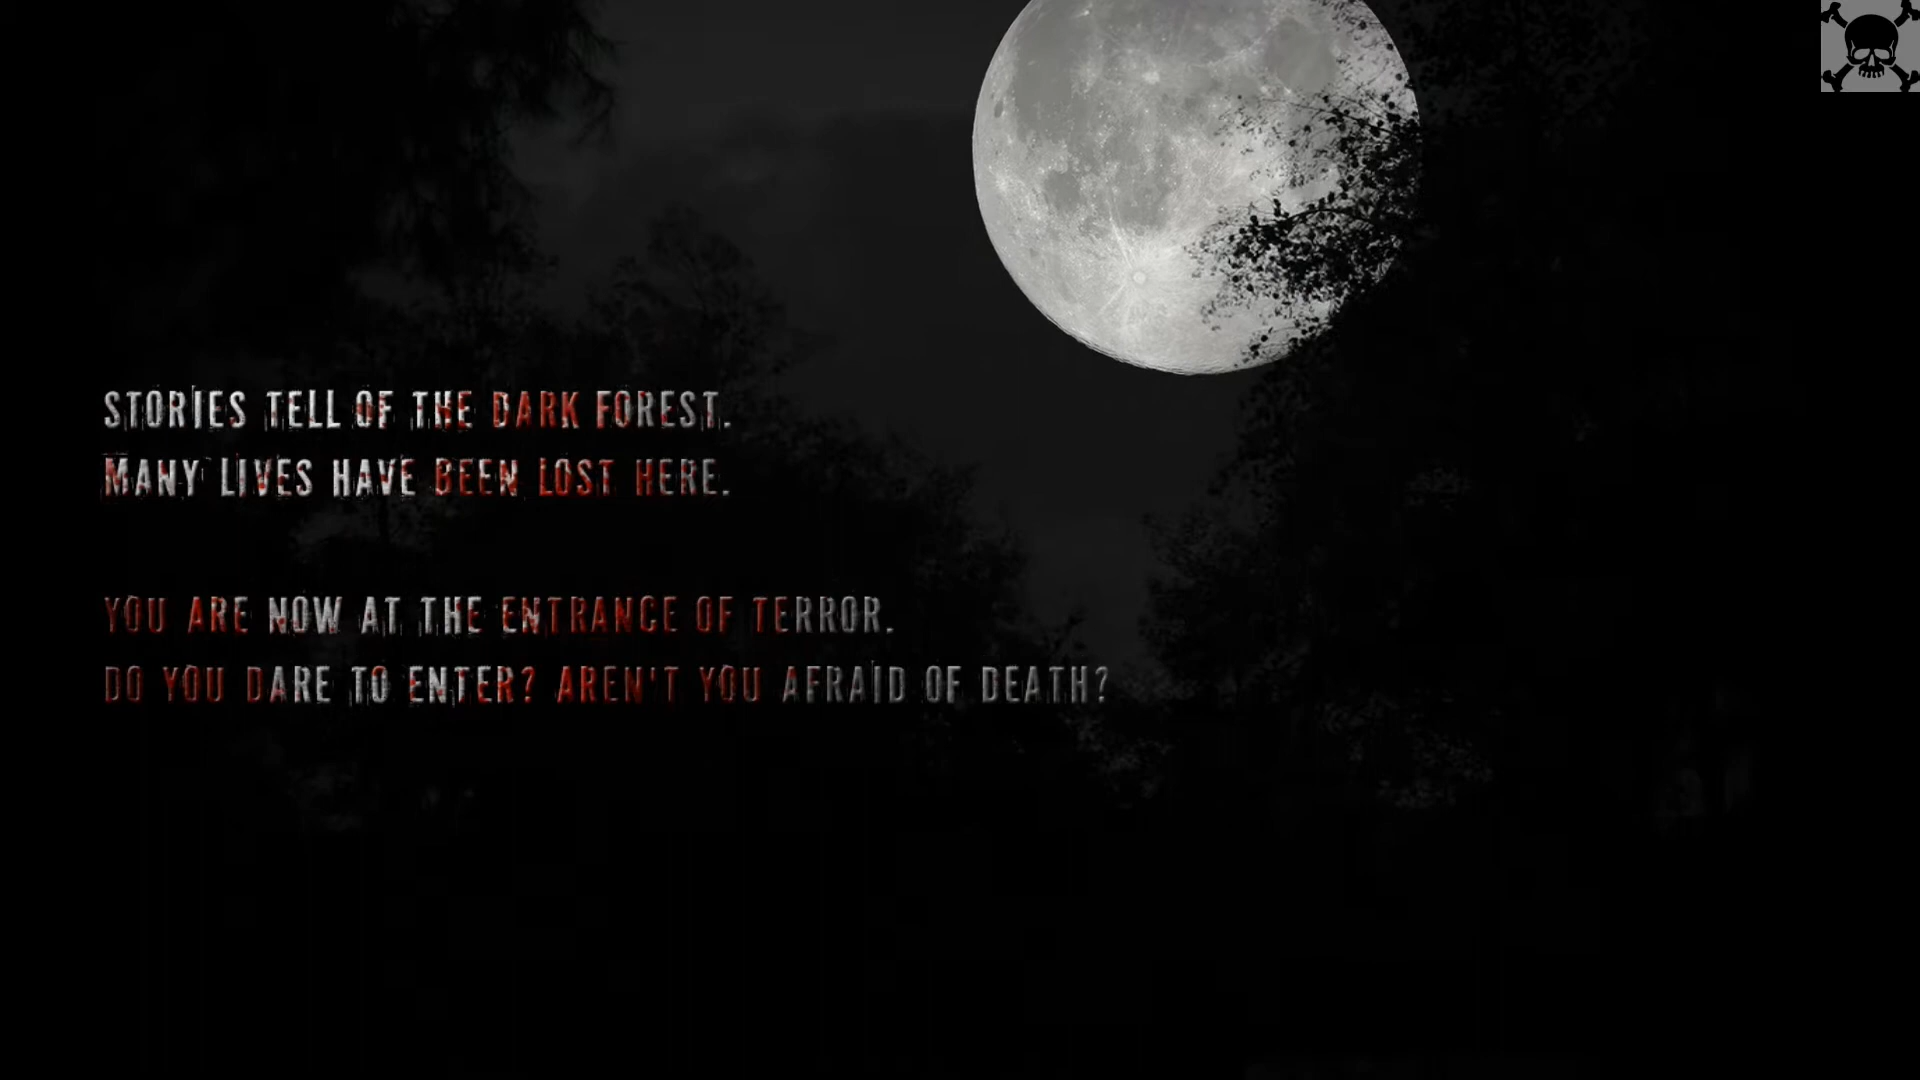 STORIES TELL OF THE DARK FOREST.
MANY LIVES HAVE BEEN LOST HERE.
YOU ARE NOW AT THE ENTRANCE OF TERROR.
DO YOU DARE TO ENTER? AREN'T YOU AFRAID OF DEATH?